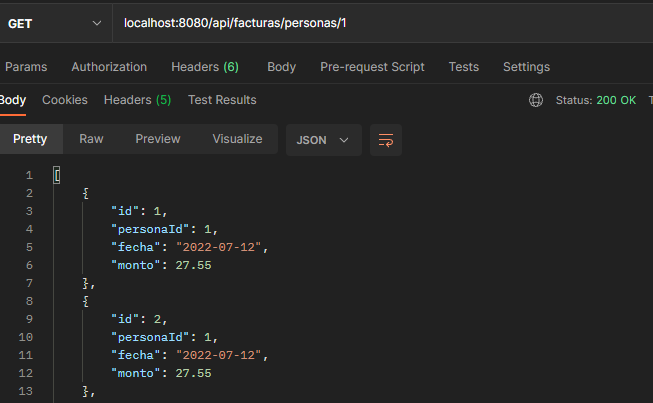 GET localhost:8080/api/facturas/personas/1
Params Authorization Headers (6) Body Pre-request Script Tests Settings
Body Cookies Headers (5) Test Results Status: 200 OK
Pretty Raw Preview Visualize JSON
1 [
2 {
3 "id": 1,
4 "personaId": 1,
5 "fecha": "2022-07-12",
6 "monto": 27.55
7 },
8 {
9 "id": 2,
10 "personaId": 1,
11 "fecha": "2022-07-12",
12 "monto": 27.55
13 },